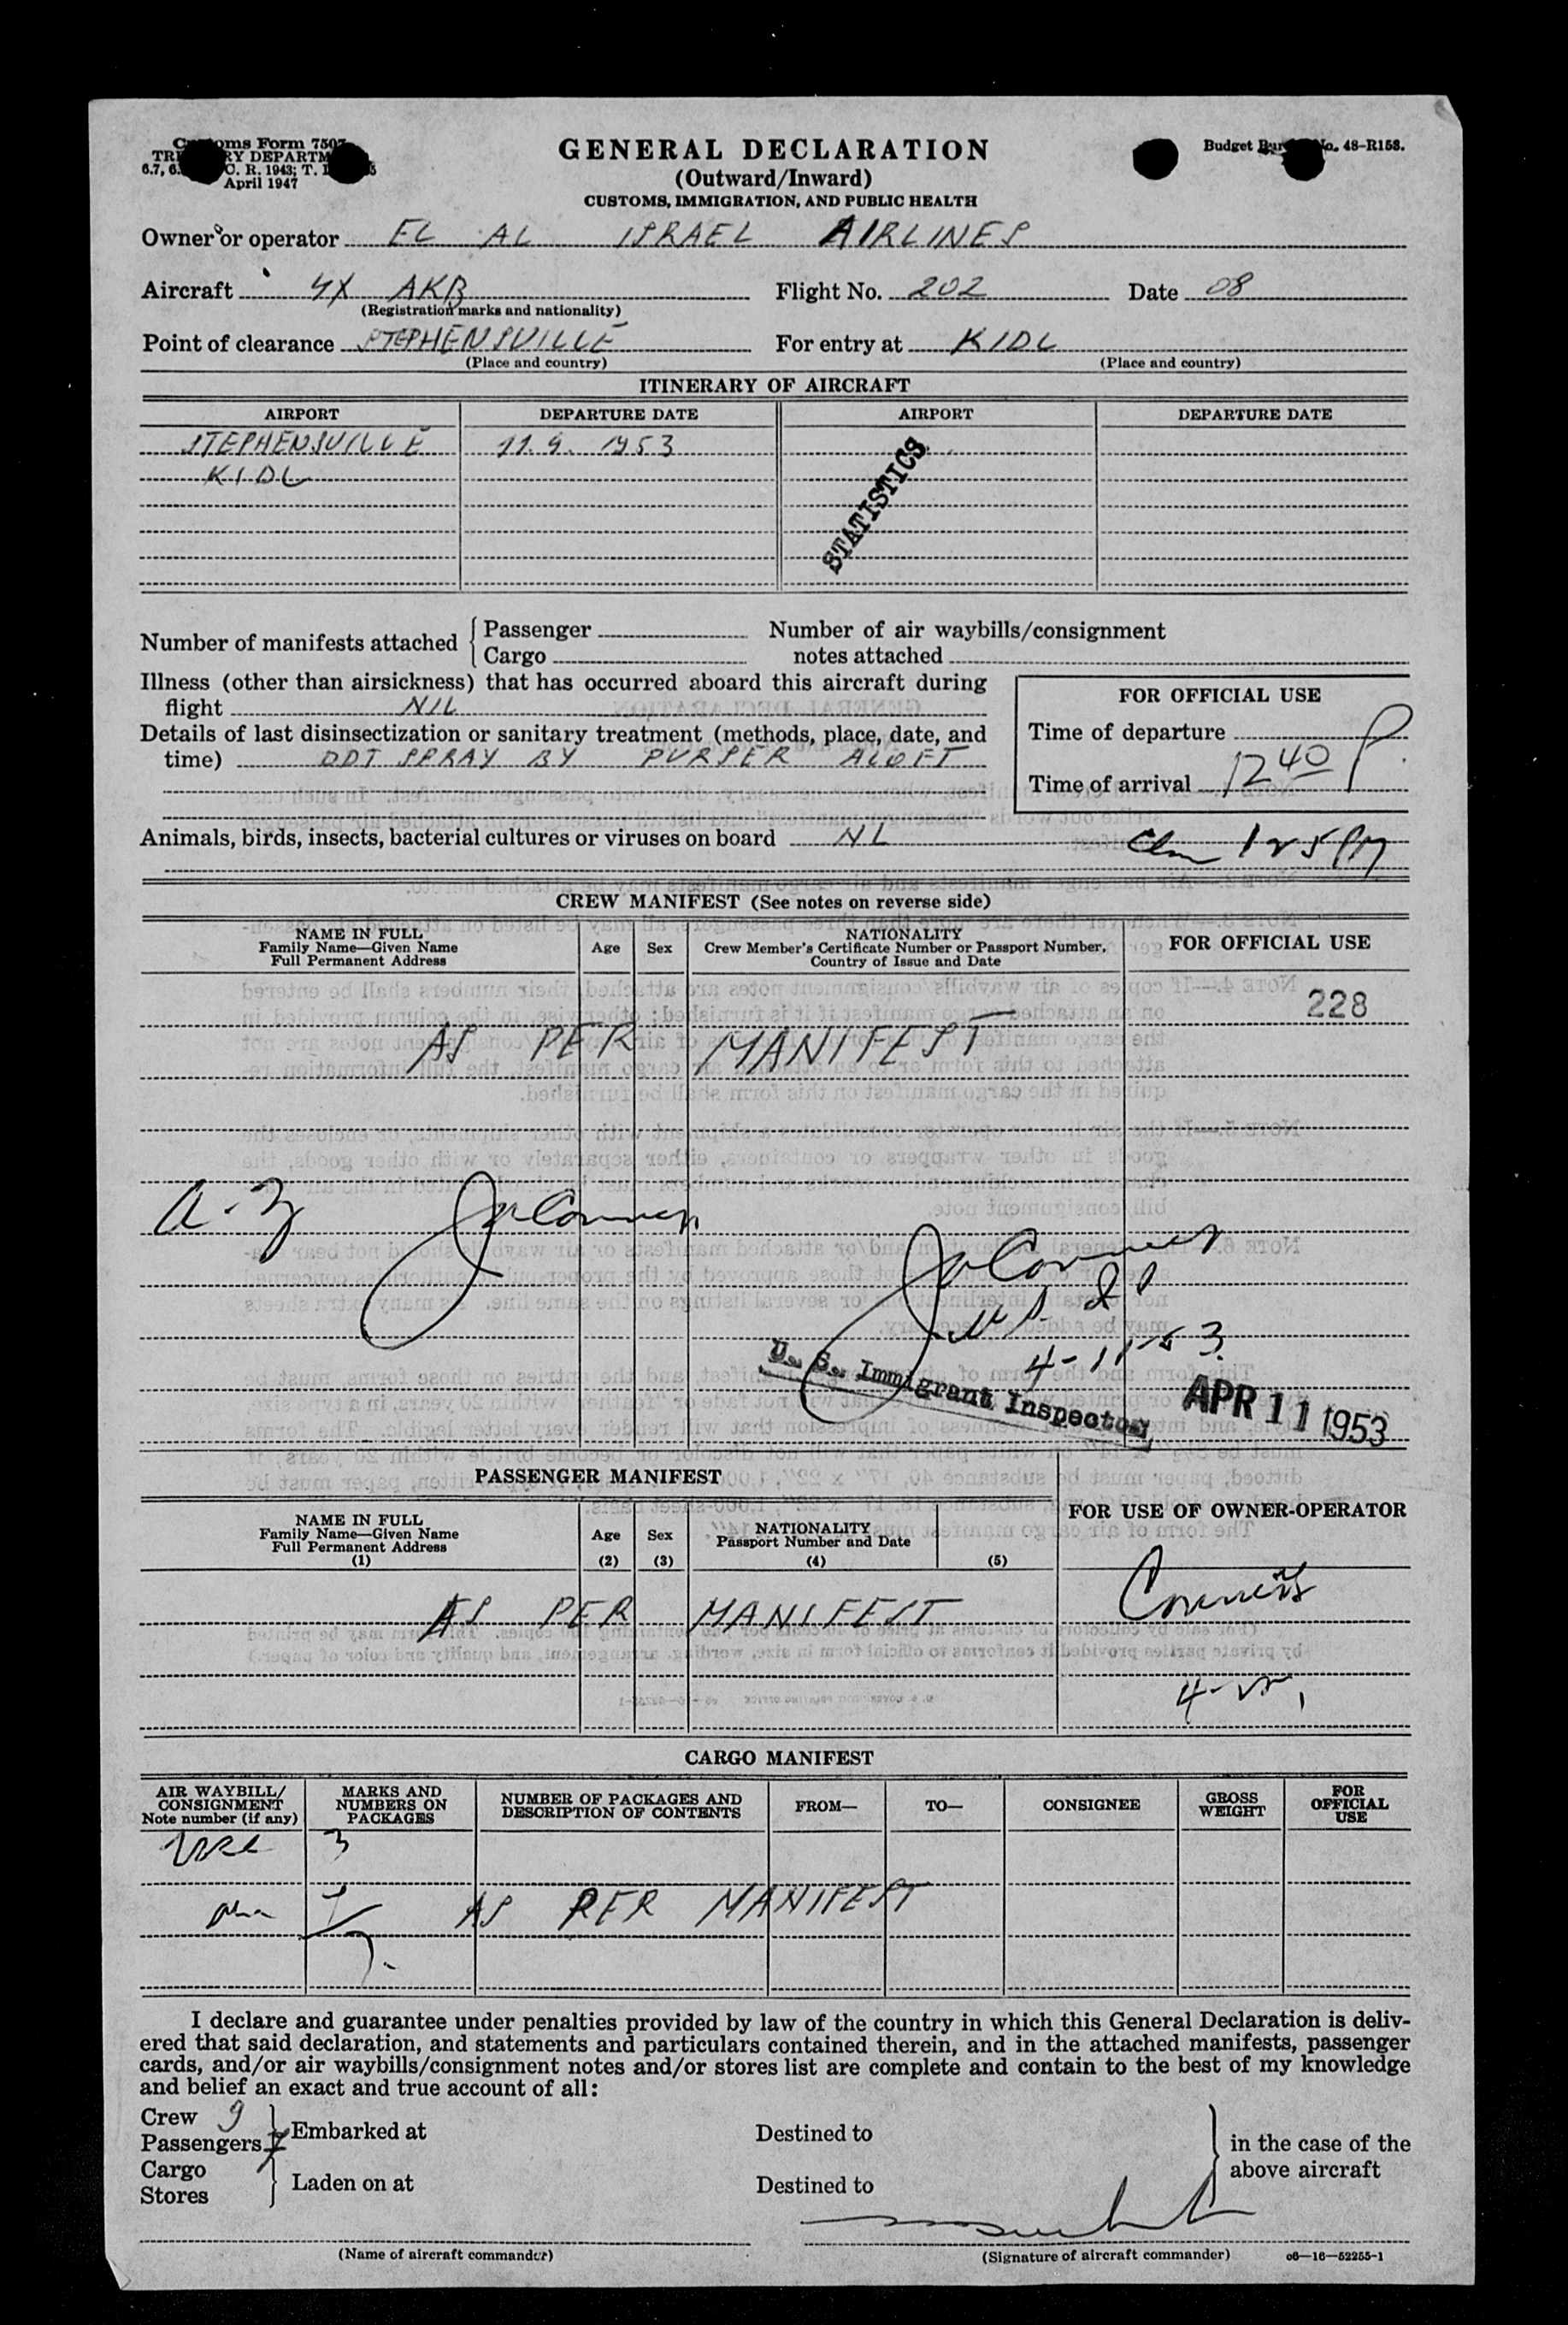 Customs Form 7507
TREASURY DEPARTMENT
April 1947
GENERAL DECLARATION
(Outward/Inward)
CUSTOMS, IMMIGRATION, AND PUBLIC HEALTH
Budget Bureau No. 48-R158.
Owner or operator EL AL ISRAEL AIRLINES
Aircraft 4X AKB Flight No. 202 Date 08
(Registration marks and nationality)
Point of clearance STEPHENSVILLE For entry at KIDL
(Place and country) (Place and country)
ITINERARY OF AIRCRAFT
AIRPORT DEPARTURE DATE AIRPORT DEPARTURE DATE
STEPHENSVILLE 11.4.1953
KIDL
STATISTICS
Number of manifests attached Passenger Number of air waybills/consignment
Cargo notes attached
Illness (other than airsickness) that has occurred aboard this aircraft during
flight NIL
FOR OFFICIAL USE
Details of last disinsectization or sanitary treatment (methods, place, date, and
time) DDT SPRAY BY PURSER ALOFT
Time of departure
Time of arrival 12 40 P
Animals, birds, insects, bacterial cultures or viruses on board NL
125 PM
CREW MANIFEST (See notes on reverse side)
NAME IN FULL
Family Name—Given Name
Full Permanent Address
Age Sex
NATIONALITY
Crew Member's Certificate Number or Passport Number,
Country of Issue and Date
FOR OFFICIAL USE
228
AS PER MANIFEST
4-11-53
U. S. Immigrant Inspector
APR 11 1953
PASSENGER MANIFEST
FOR USE OF OWNER-OPERATOR
NAME IN FULL
Family Name—Given Name
Full Permanent Address
(1)
Age
(2)
Sex
(3)
NATIONALITY
Passport Number and Date
(4) (5)
AS PER MANIFEST
CARGO MANIFEST
AIR WAYBILL/
CONSIGNMENT
Note number (if any)
MARKS AND
NUMBERS ON
PACKAGES
NUMBER OF PACKAGES AND
DESCRIPTION OF CONTENTS
FROM— TO— CONSIGNEE
GROSS
WEIGHT
FOR
OFFICIAL
USE
3
AS PER MANIFEST
I declare and guarantee under penalties provided by law of the country in which this General Declaration is deliv-
ered that said declaration, and statements and particulars contained therein, and in the attached manifests, passenger
cards, and/or air waybills/consignment notes and/or stores list are complete and contain to the best of my knowledge
and belief an exact and true account of all:
Crew 9
Passengers 7 Embarked at Destined to
in the case of the
above aircraft
Cargo
Stores Laden on at Destined to
(Name of aircraft commander) (Signature of aircraft commander) 06—16—52255-1